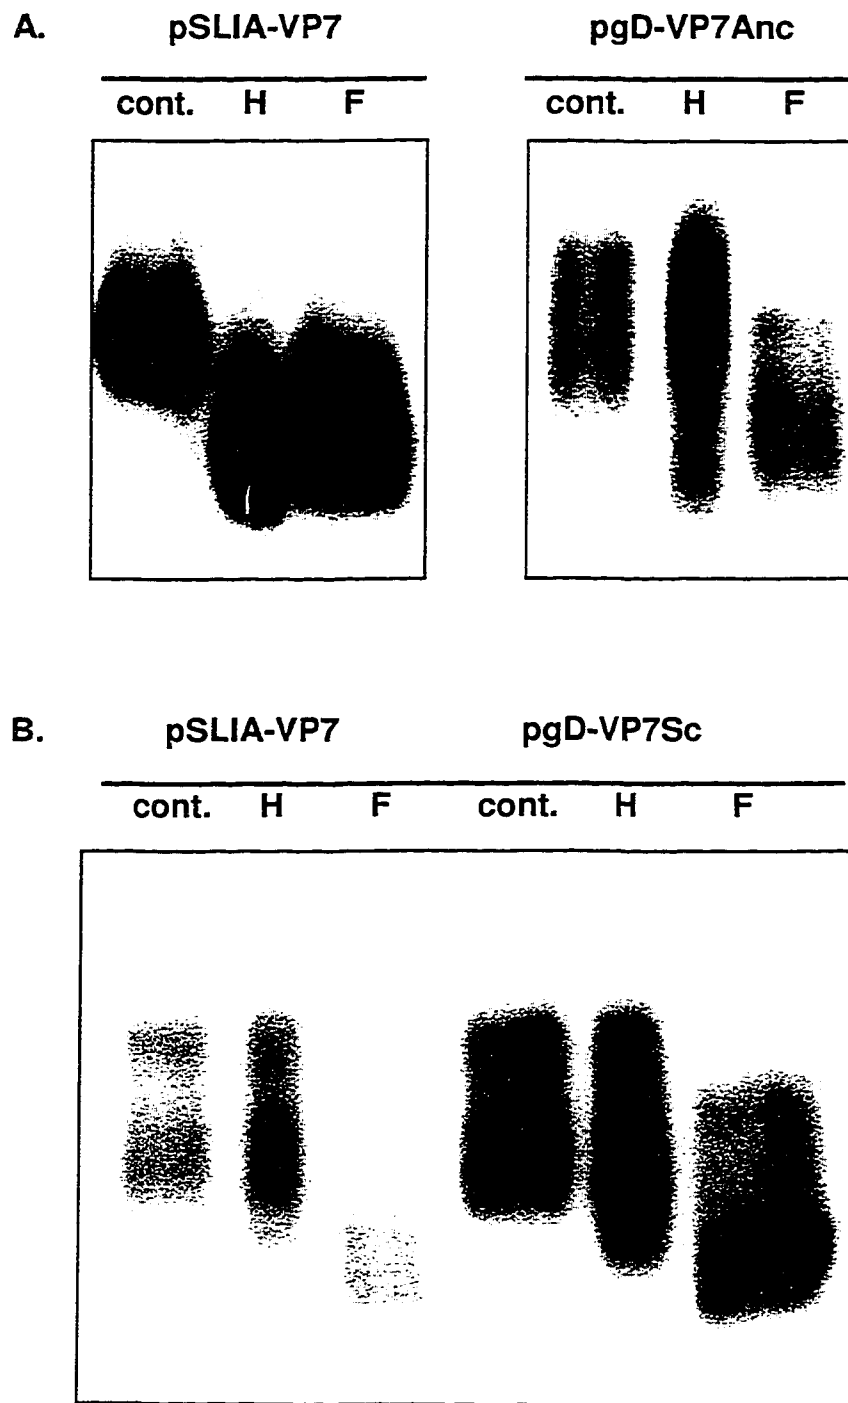 A. pSLIA-VP7 pgD-VP7Anc
cont. H F cont. H F
B. pSLIA-VP7 pgD-VP7Sc
cont. H F cont. H F